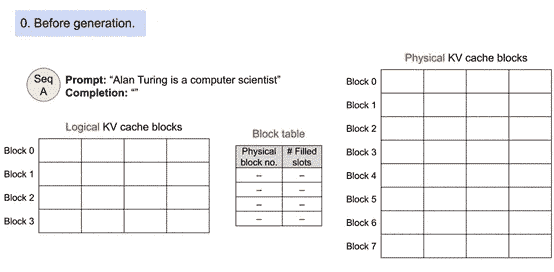 0. Before generation.
Seq
A
Prompt: “Alan Turing is a computer scientist”
Completion: “”
Logical KV cache blocks
Block 0
Block 1
Block 2
Block 3
Block table
Physical
block no.
# Filled
slots
– –
– –
– –
– –
Physical KV cache blocks
Block 0
Block 1
Block 2
Block 3
Block 4
Block 5
Block 6
Block 7